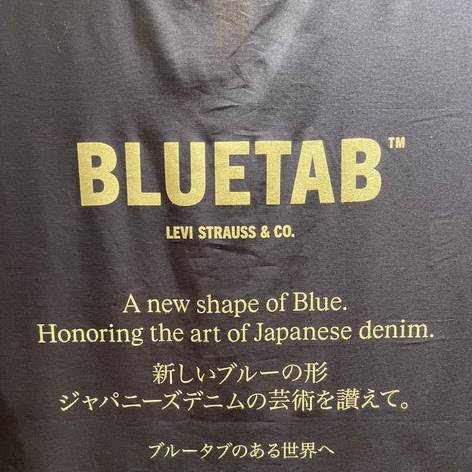 BLUETAB™
LEVI STRAUSS & CO.
A new shape of Blue.
Honoring the art of Japanese denim.
新しいブルーの形
ジャパニーズデニムの芸術を讃えて。
ブルータブのある世界へ